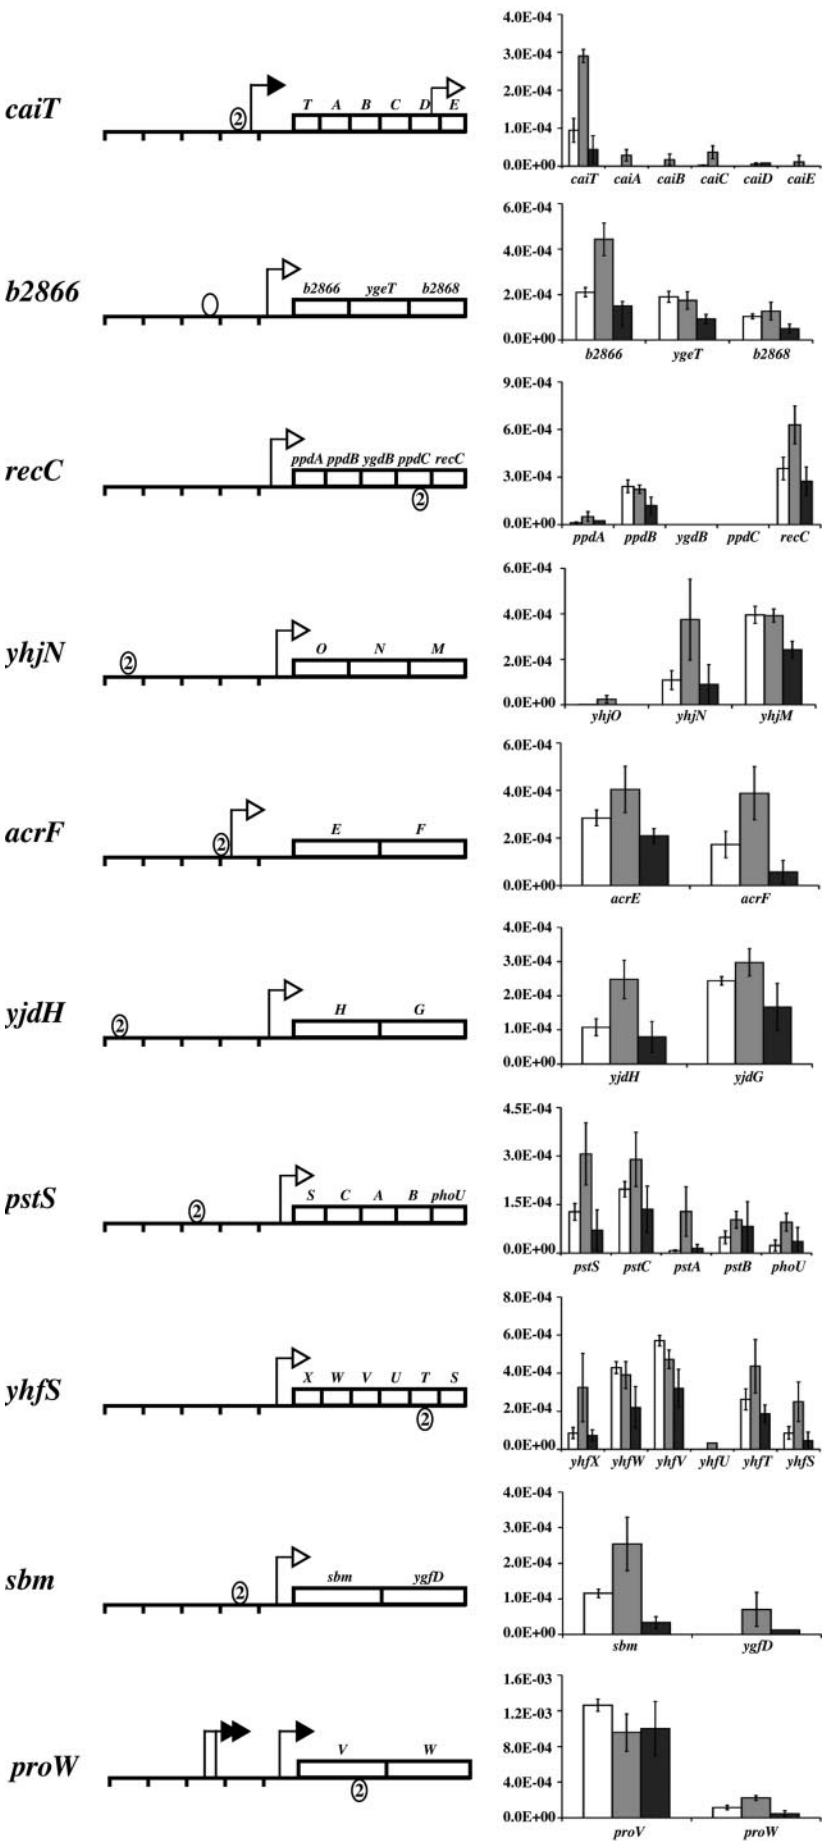 caiT
2
T A B C D E
4.0E-04
3.0E-04
2.0E-04
1.0E-04
0.0E+00
caiT caiA caiB caiC caiD caiE
b2866
b2866 ygeT b2868
6.0E-04
4.0E-04
2.0E-04
0.0E+00
b2866 ygeT b2868
recC
ppdA ppdB ygdB ppdC recC
2
9.0E-04
6.0E-04
3.0E-04
0.0E+00
ppdA ppdB ygdB ppdC recC
yhjN
2
O N M
6.0E-04
4.0E-04
2.0E-04
0.0E+00
yhjO yhjN yhjM
acrF
2
E F
6.0E-04
4.0E-04
2.0E-04
0.0E+00
acrE acrF
yjdH
2
H G
4.0E-04
3.0E-04
2.0E-04
1.0E-04
0.0E+00
yjdH yjdG
pstS
2
S C A B phoU
4.5E-04
3.0E-04
1.5E-04
0.0E+00
pstS pstC pstA pstB phoU
yhfS
X W V U T S
2
8.0E-04
6.0E-04
4.0E-04
2.0E-04
0.0E+00
yhfX yhfW yhfV yhfU yhfT yhfS
sbm
2
sbm ygfD
4.0E-04
3.0E-04
2.0E-04
1.0E-04
0.0E+00
sbm ygfD
proW
V W
2
1.6E-03
1.2E-03
8.0E-04
4.0E-04
0.0E+00
proV proW